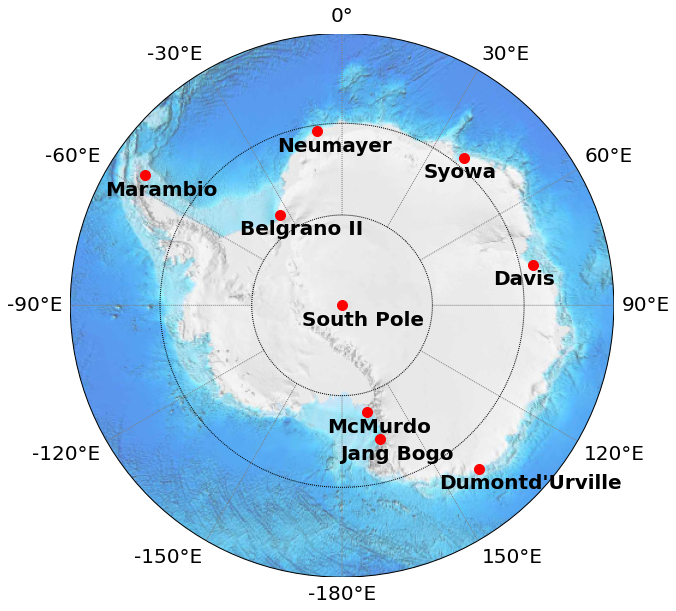 0°
-30°E
30°E
Neumayer
-60°E
60°E
Syowa
Marambio
Belgrano II
Davis
-90°E
90°E
South Pole
McMurdo
Jang Bogo
-120°E
120°E
Dumontd'Urville
-150°E
150°E
-180°E